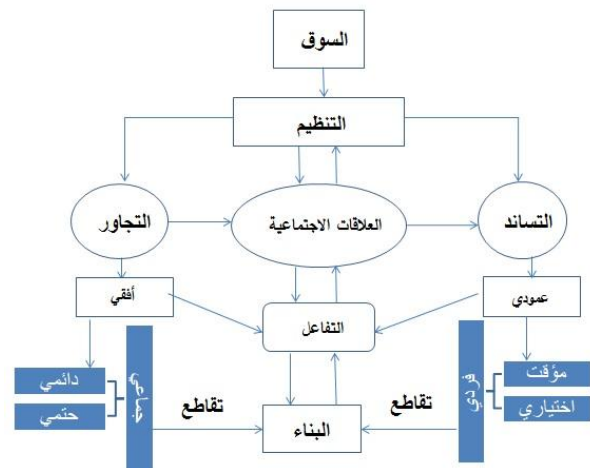 السوق
التنظيم
التساند
العلاقات الاجتماعية
التجاور
عمودي
أفقي
التفاعل
مؤقت
اختياري
فردي
جماعي
دائمي
حتمي
تقاطع
تقاطع
البناء